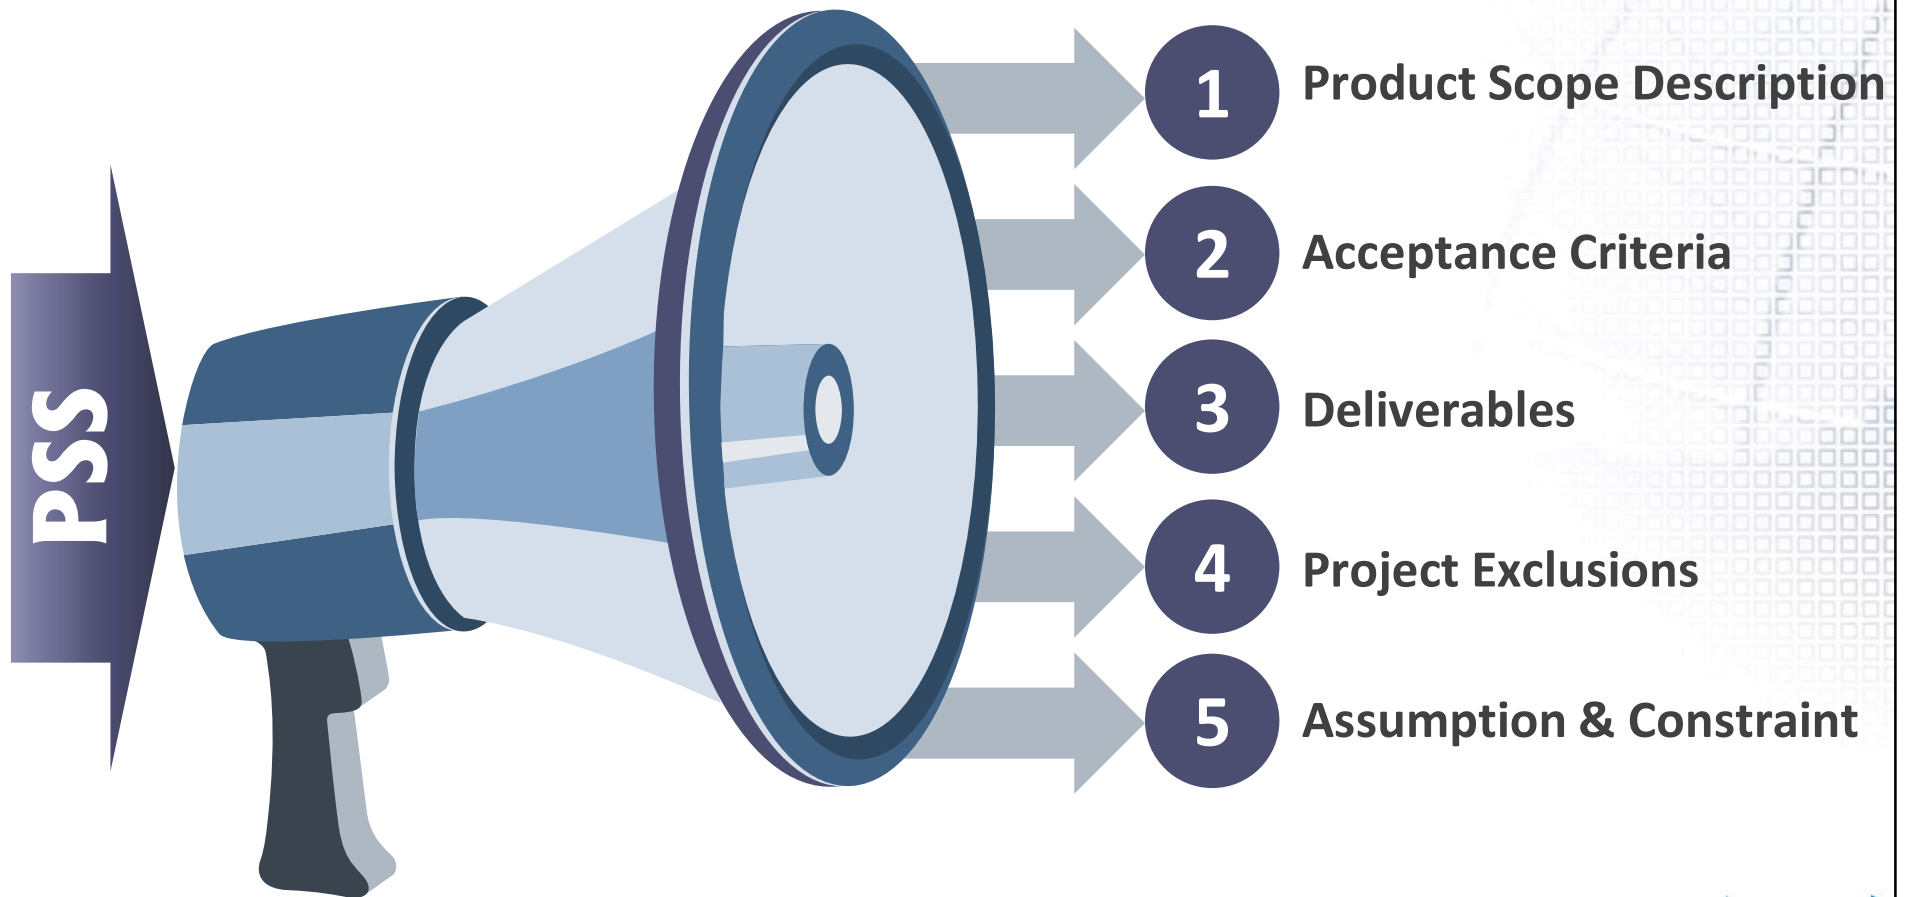 PSS
1
Product Scope Description
2
Acceptance Criteria
3
Deliverables
4
Project Exclusions
5
Assumption & Constraint